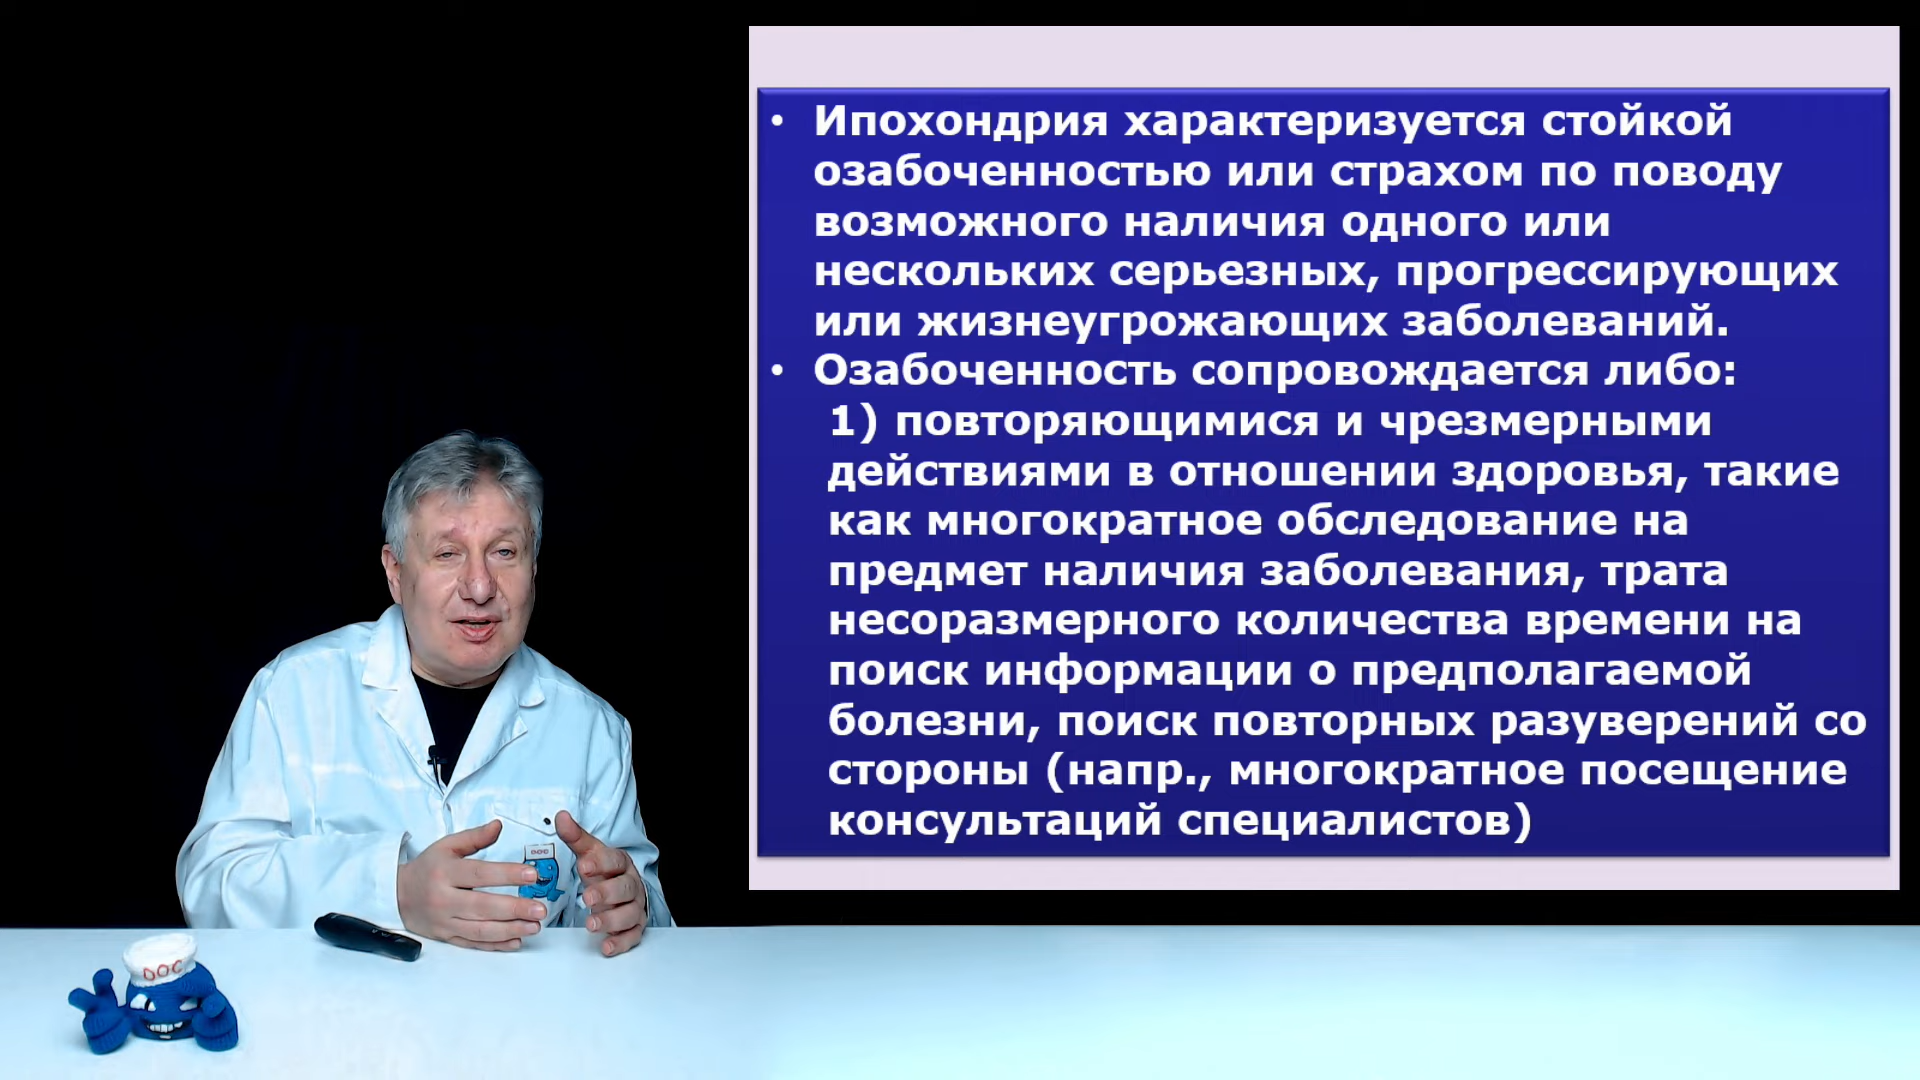 • Ипохондрия характеризуется стойкой
озабоченностью или страхом по поводу
возможного наличия одного или
нескольких серьезных, прогрессирующих
или жизнеугрожающих заболеваний.
• Озабоченность сопровождается либо:
1) повторяющимися и чрезмерными
действиями в отношении здоровья, такие
как многократное обследование на
предмет наличия заболевания, трата
несоразмерного количества времени на
поиск информации о предполагаемой
болезни, поиск повторных разуверений со
стороны (напр., многократное посещение
консультаций специалистов)
DOC
DOC